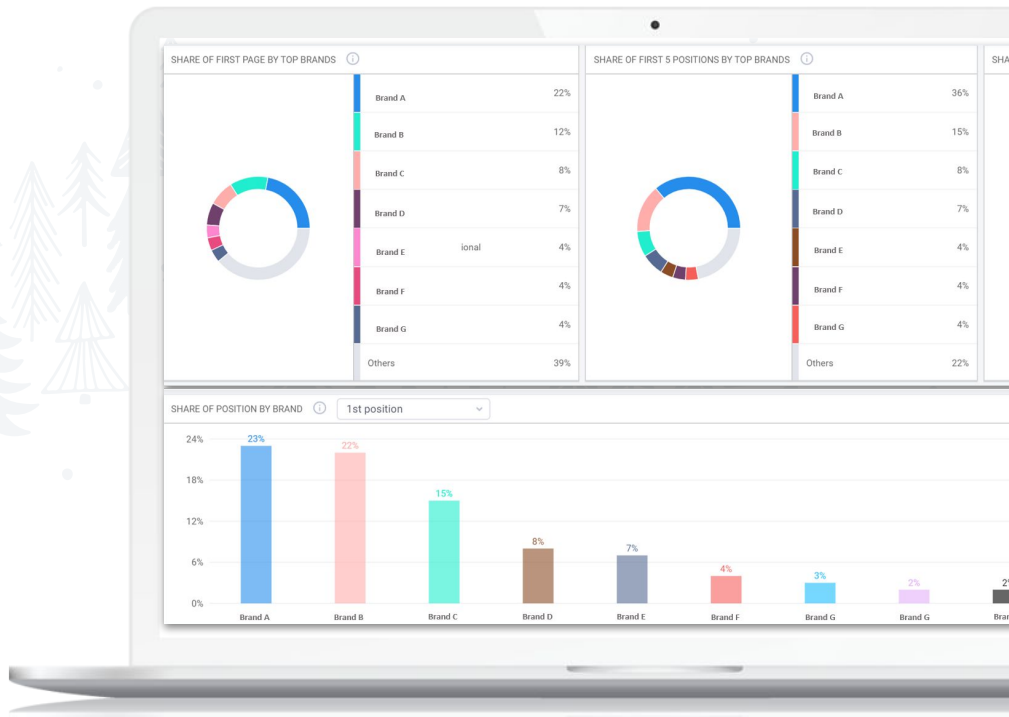 SHARE OF FIRST PAGE BY TOP BRANDS
Brand A 22%
Brand B 12%
Brand C 8%
Brand D 7%
Brand E ional 4%
Brand F 4%
Brand G 4%
Others 39%
SHARE OF FIRST 5 POSITIONS BY TOP BRANDS
Brand A 36%
Brand B 15%
Brand C 8%
Brand D 7%
Brand E 4%
Brand F 4%
Brand G 4%
Others 22%
SHA
SHARE OF POSITION BY BRAND 1st position
24%
18%
12%
6%
0%
23% 22% 15% 8% 7% 4% 3% 2% 2
Brand A Brand B Brand C Brand D Brand E Brand F Brand G Brand G Bran